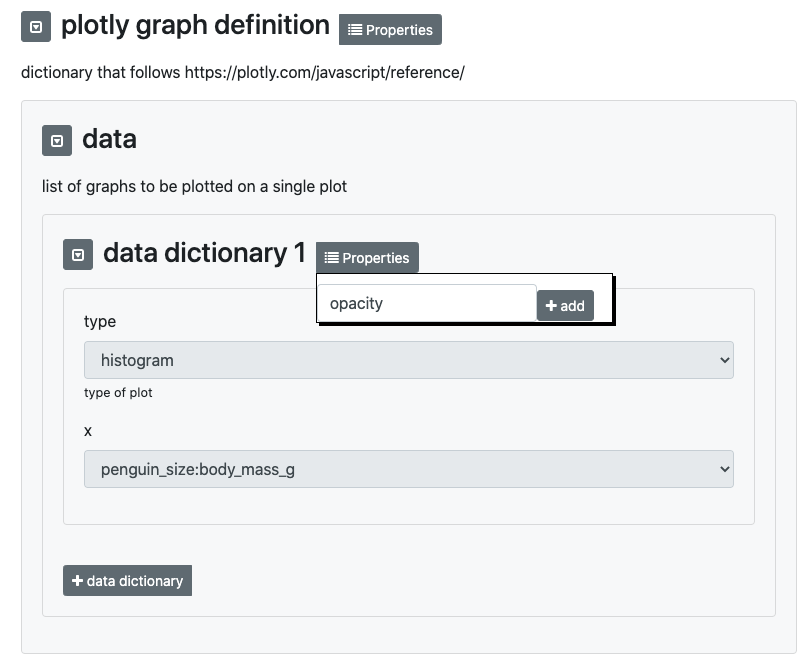 plotly graph definition Properties
dictionary that follows https://plotly.com/javascript/reference/
data
list of graphs to be plotted on a single plot
data dictionary 1 Properties
opacity + add
type
histogram
type of plot
x
penguin_size:body_mass_g
+ data dictionary